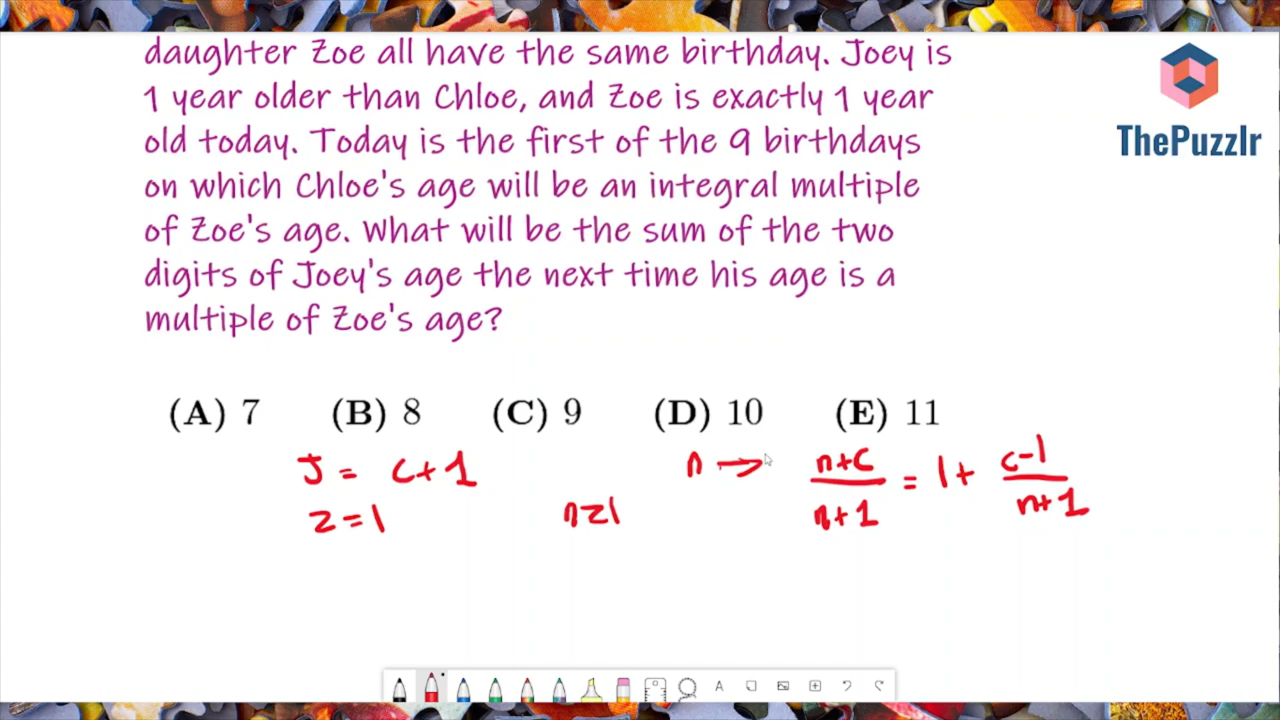 daughter Zoe all have the same birthday. Joey is
1 year older than Chloe, and Zoe is exactly 1 year
old today. Today is the first of the 9 birthdays
on which Chloe's age will be an integral multiple
of Zoe's age. What will be the sum of the two
digits of Joey's age the next time his age is a
multiple of Zoe's age?
ThePuzzlr
(A) 7 (B) 8 (C) 9 (D) 10 (E) 11
J = C+1 n → n+C/n+1 = 1+ C-1/n+1
Z=1 n≥1